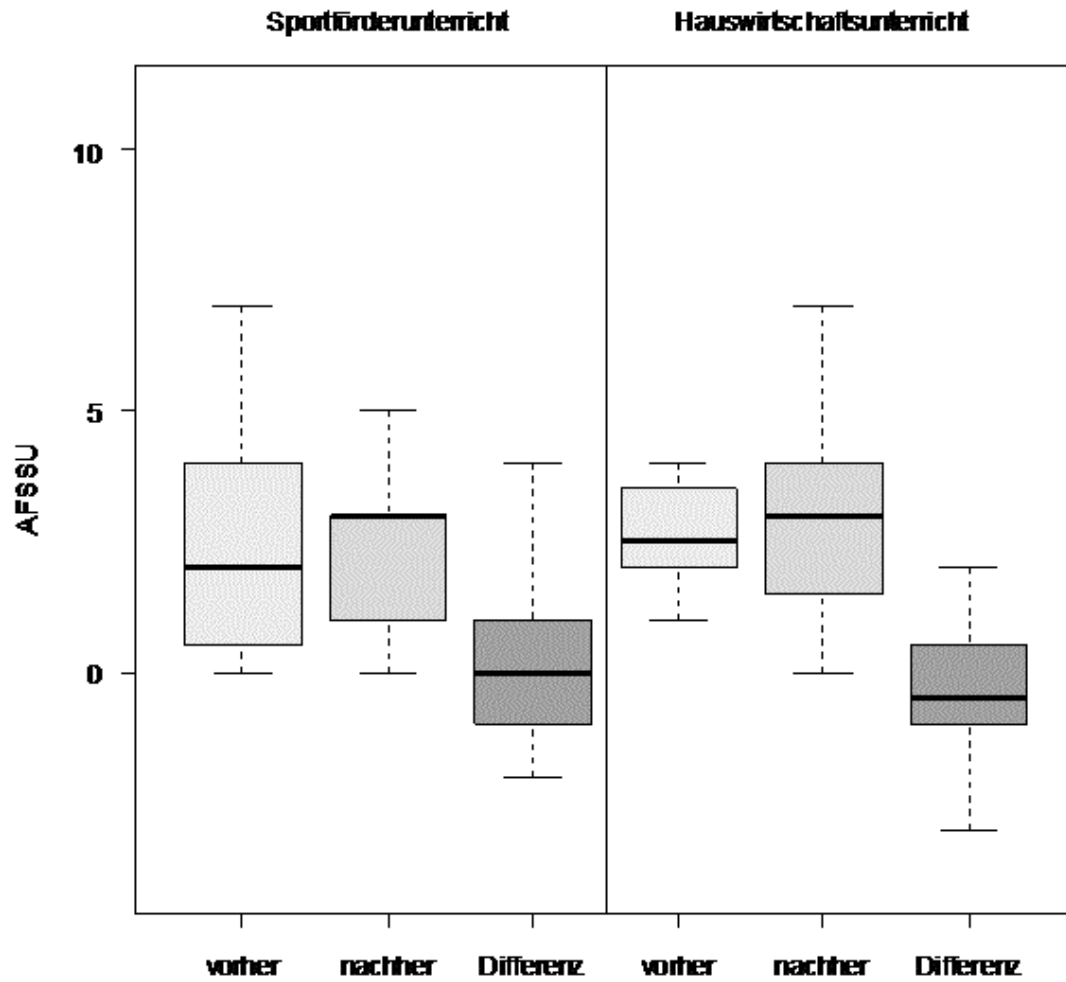 Sportförderunterricht Hauswirtschaftsunterricht
10
5
0
AFSSU
vorher nachher Differenz vorher nachher Differenz